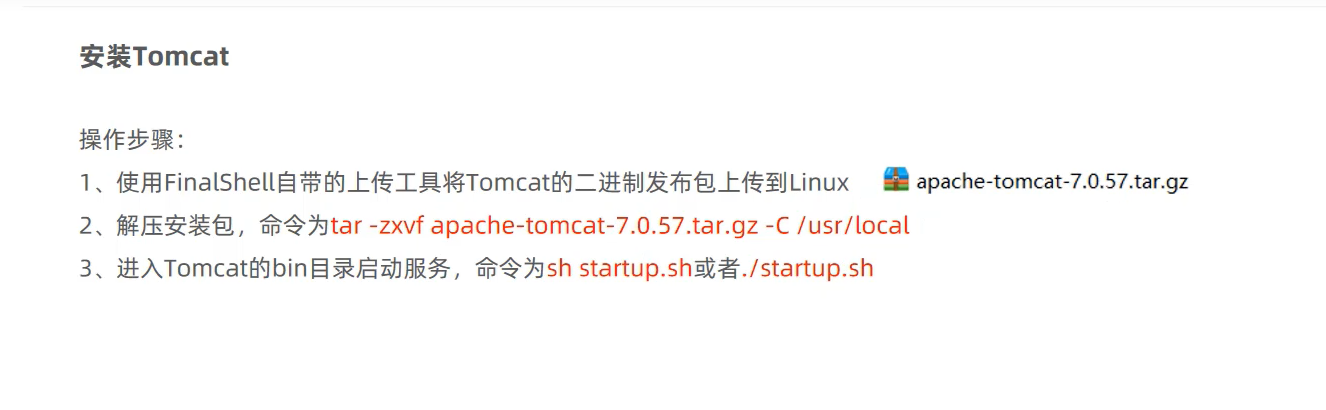 安装Tomcat
操作步骤：
1、使用FinalShell自带的上传工具将Tomcat的二进制发布包上传到Linux apache-tomcat-7.0.57.tar.gz
2、解压安装包，命令为tar -zxvf apache-tomcat-7.0.57.tar.gz -C /usr/local
3、进入Tomcat的bin目录启动服务，命令为sh startup.sh或者./startup.sh